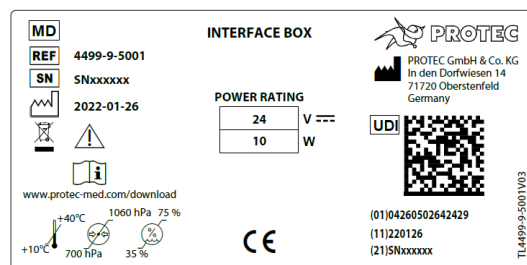 MD
INTERFACE BOX
PROTEC
REF 4499-9-5001
SN SNxxxxxx
2022-01-26
PROTEC GmbH & Co. KG
In den Dorfwiesen 14
71720 Oberstenfeld
Germany
POWER RATING
24 V
10 W
UDI
www.protec-med.com/download
+40°C
+10°C
1060 hPa
700 hPa
75 %
%
35 %
CE
(01)04260502642429
(11)220126
(21)SNxxxxxx
TL4499-9-5001V03